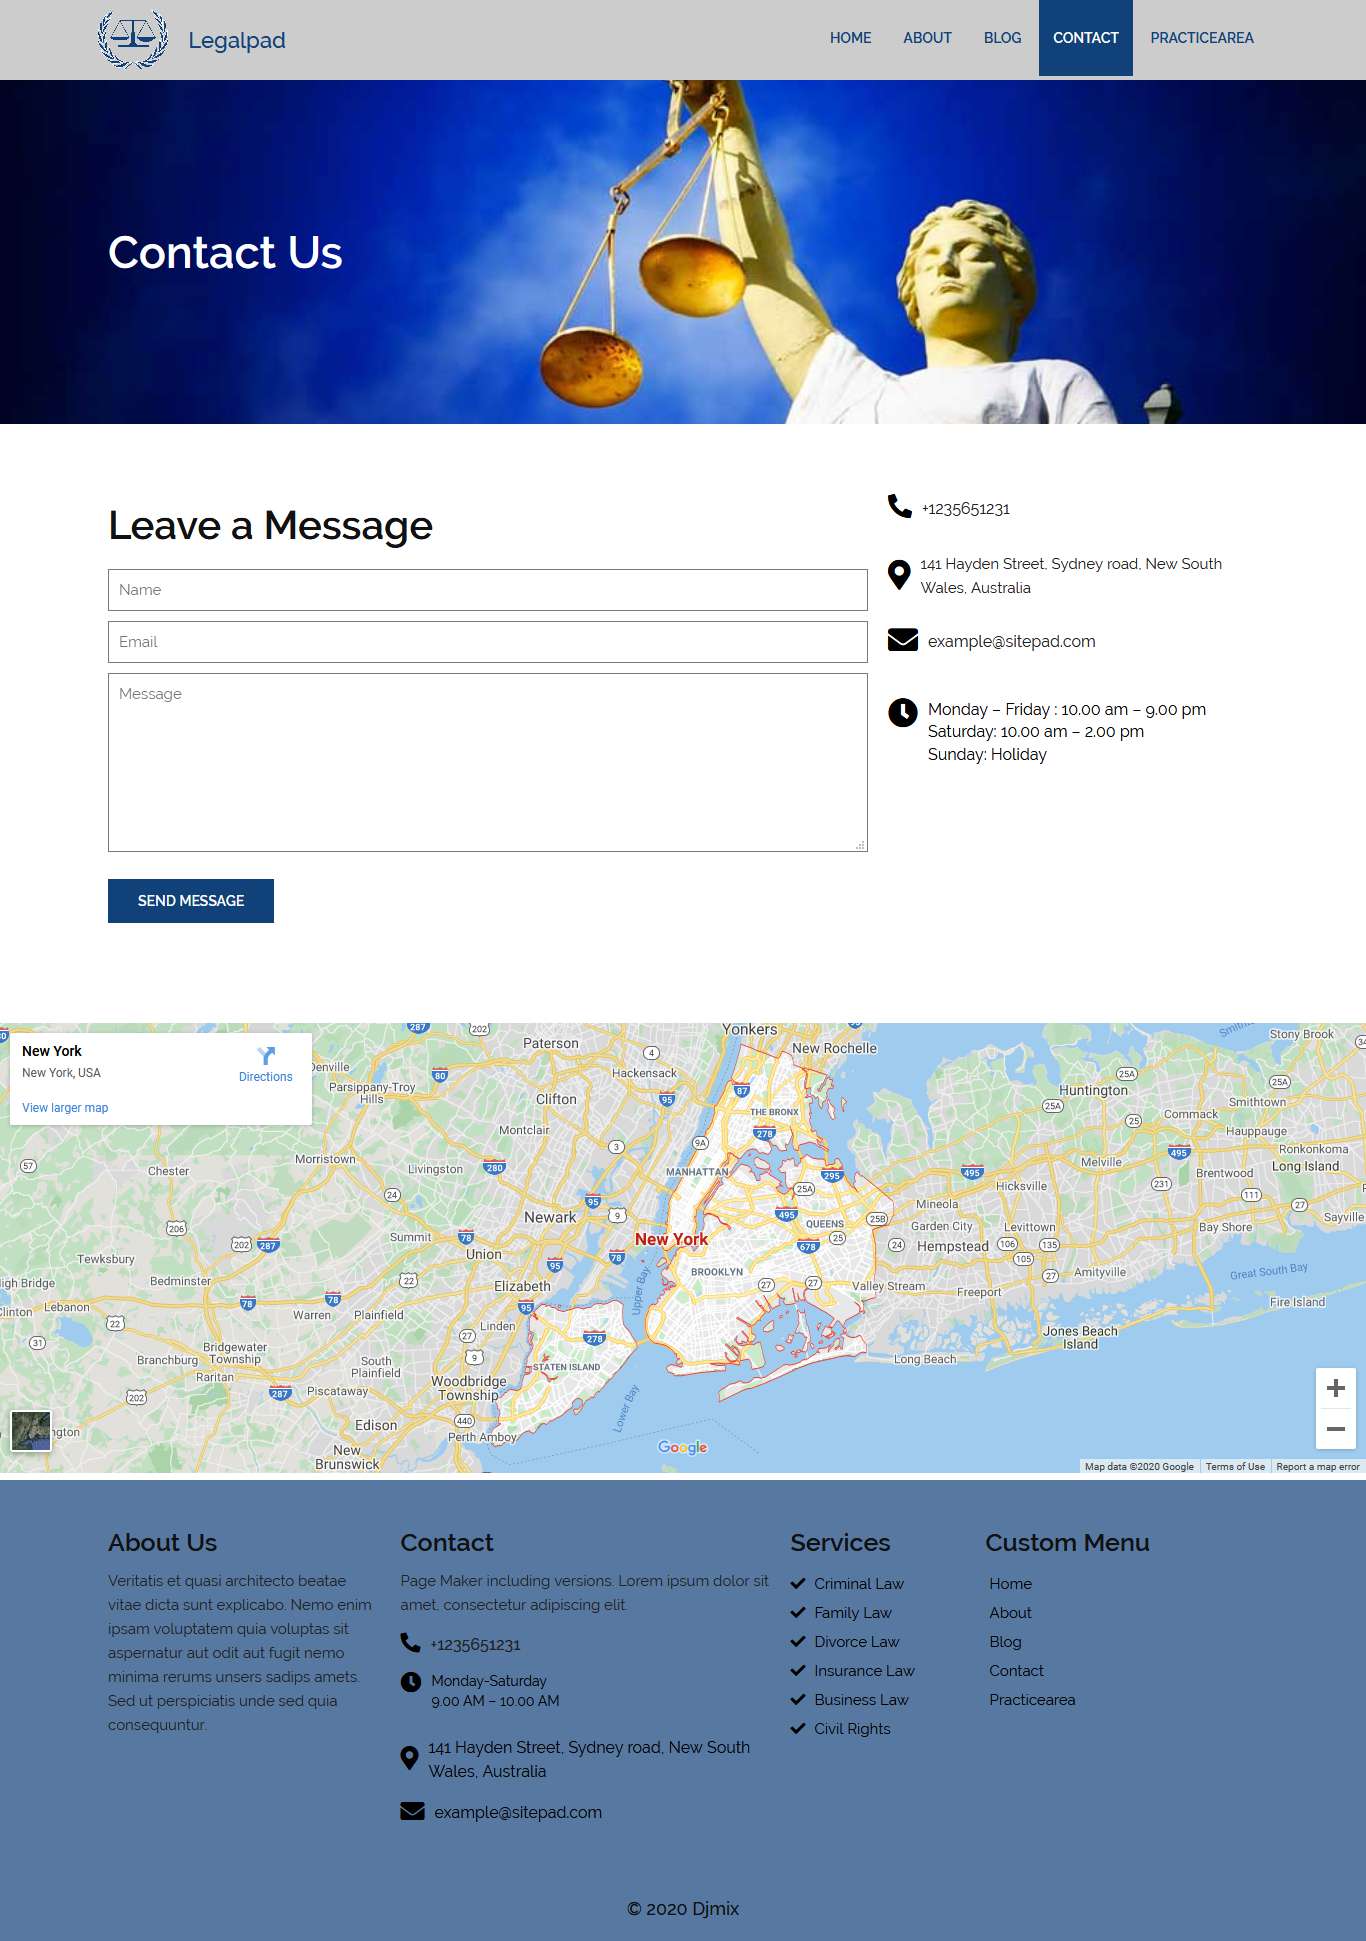 Legalpad
HOME
ABOUT
BLOG
CONTACT
PRACTICEAREA
Contact Us
Leave a Message
Name
Email
Message
SEND MESSAGE
+1235651231
141 Hayden Street, Sydney road, New South
Wales, Australia
example@sitepad.com
Monday – Friday : 10.00 am – 9.00 pm
Saturday: 10.00 am – 2.00 pm
Sunday: Holiday
New York
New York, USA
Directions
View larger map
Yonkers
New Rochelle
Stony Brook
Paterson
Hackensack
Parsippany-Troy
Hills
Clifton
Montclair
THE BRONX
Huntington
Smithtown
Commack
Hauppauge
Ronkonkoma
Long Island
Melville
Brentwood
Hicksville
Chester
Morristown
Livingston
MANHATTAN
Newark
QUEENS
Mineola
Garden City
Levittown
Bay Shore
Sayville
Summit
Union
New York
Hempstead
Tewksbury
Bedminster
Elizabeth
Upper Bay
BROOKLYN
Valley Stream
Freeport
Amityville
Great South Bay
Fire Island
Lebanon
Warren
Plainfield
Linden
Jones Beach
Island
Long Beach
Bridgewater
Township
Branchburg
Raritan
South
Plainfield
STATEN ISLAND
Piscataway
Woodbridge
Township
Lower Bay
Edison
Perth Amboy
New
Brunswick
Google
Map data ©2020 Google
Terms of Use
Report a map error
About Us
Veritatis et quasi architecto beatae
vitae dicta sunt explicabo. Nemo enim
ipsam voluptatem quia voluptas sit
aspernatur aut odit aut fugit nemo
minima rerums unsers sadips amets.
Sed ut perspiciatis unde sed quia
consequuntur.
Contact
Page Maker including versions. Lorem ipsum dolor sit
amet, consectetur adipiscing elit.
+1235651231
Monday-Saturday
9.00 AM – 10.00 AM
141 Hayden Street, Sydney road, New South
Wales, Australia
example@sitepad.com
Services
Criminal Law
Family Law
Divorce Law
Insurance Law
Business Law
Civil Rights
Custom Menu
Home
About
Blog
Contact
Practicearea
© 2020 Djmix